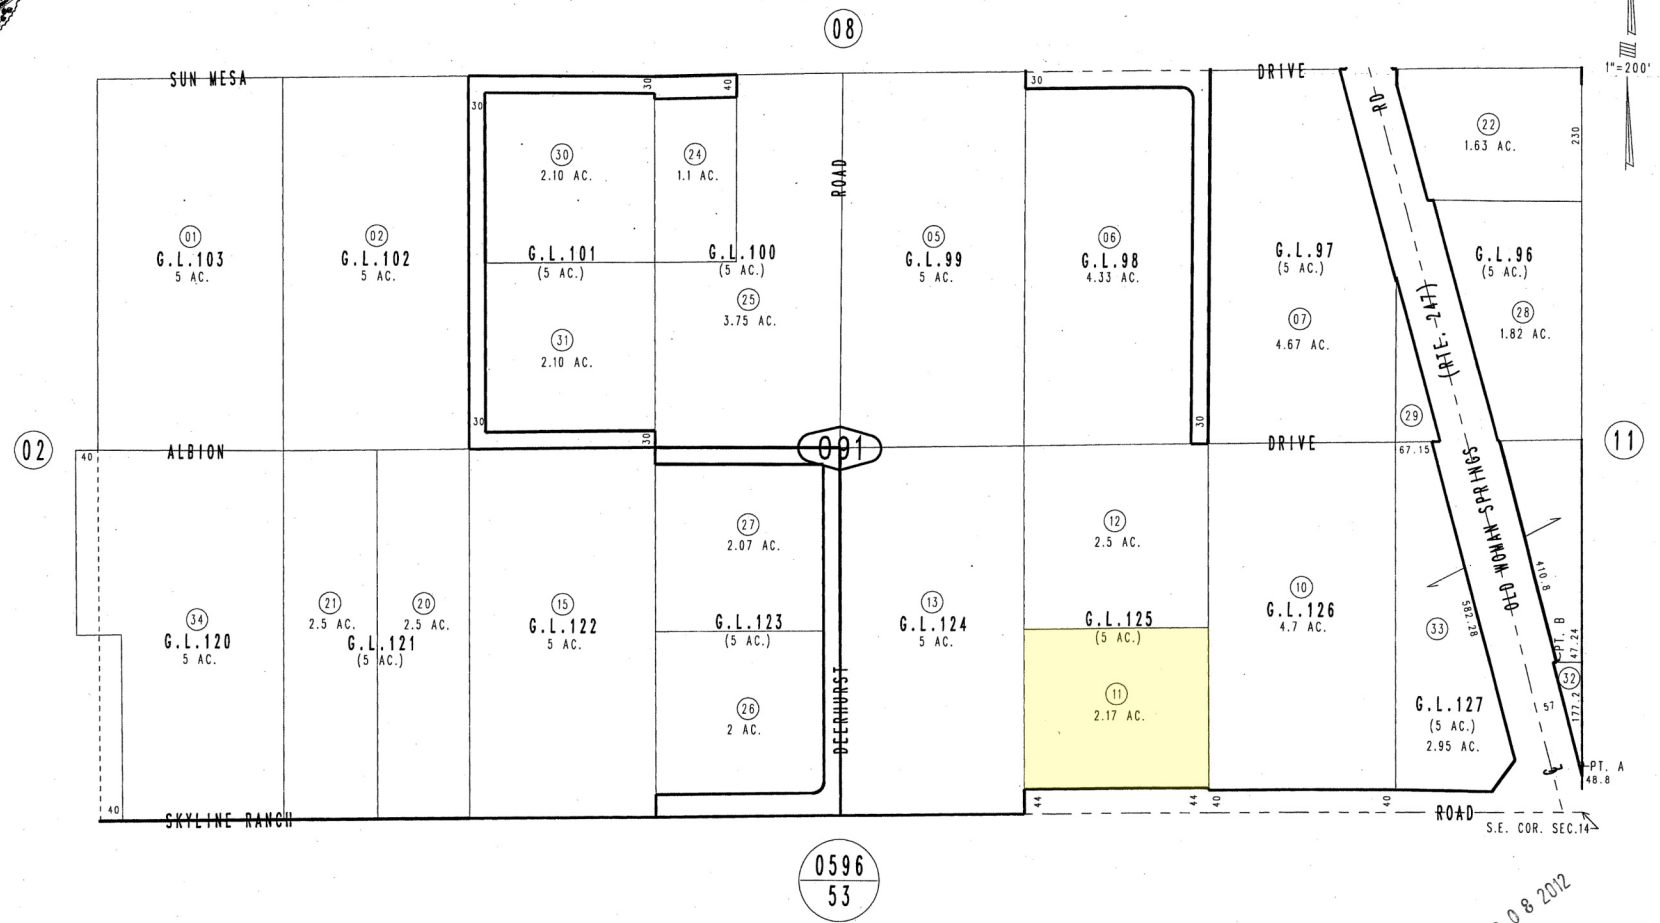 08
1"=200'
SUN MESA
DRIVE
30
40
30
30
RD
22
1.63 AC.
230
30
2.10 AC.
24
1.1 AC.
ROAD
01
G.L.103
5 AC.
02
G.L.102
5 AC.
G.L.101
(5 AC.)
G.L.100
(5 AC.)
25
3.75 AC.
05
G.L.99
5 AC.
06
G.L.98
4.33 AC.
G.L.97
(5 AC.)
07
4.67 AC.
G.L.96
(5 AC.)
28
1.82 AC.
31
2.10 AC.
(RTE. 247)
29
67.15
30
30
30
02
40
ALBION
091
DRIVE
11
OLD WOMAN SPRINGS
27
2.07 AC.
12
2.5 AC.
34
G.L.120
5 AC.
21
2.5 AC.
20
2.5 AC.
G.L.121
(5 AC.)
15
G.L.122
5 AC.
G.L.123
(5 AC.)
13
G.L.124
5 AC.
G.L.125
(5 AC.)
10
G.L.126
4.7 AC.
33
582.28
410.8
PT. B
47.24
32
177.2
57
26
2 AC.
DEERHURST
11
2.17 AC.
G.L.127
(5 AC.)
2.95 AC.
PT. A
48.8
40
SKYLINE RANCH
44
44
40
40
ROAD
S.E. COR. SEC.14
0596
53
08 2012